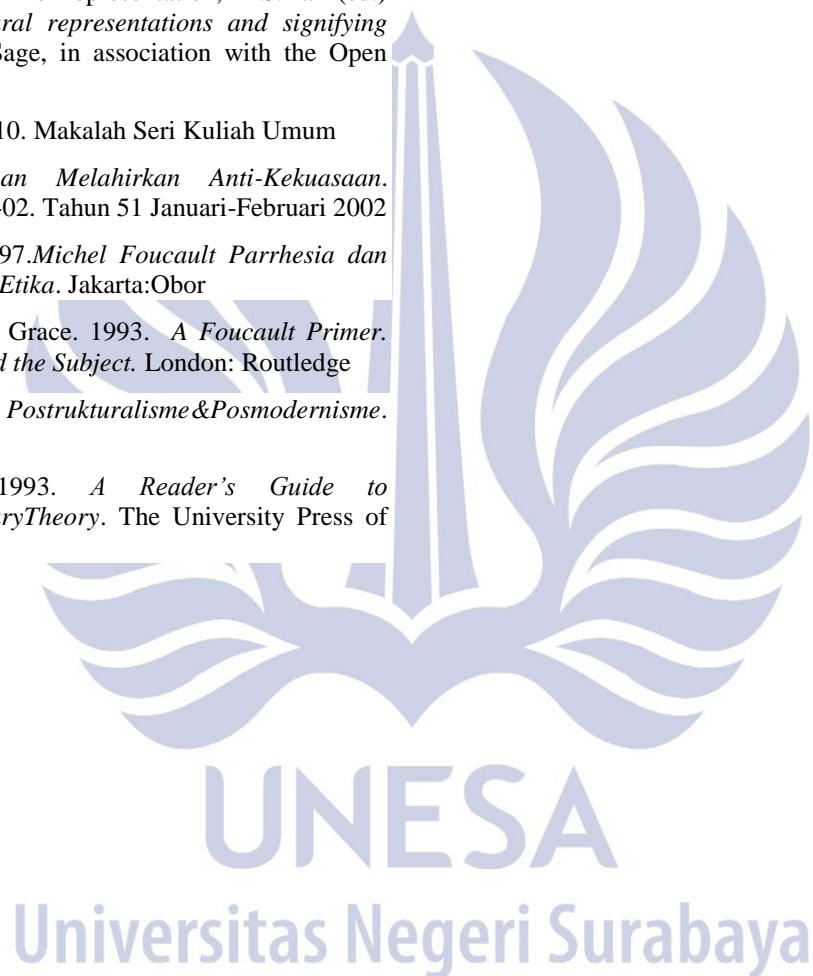 Representation,
ural representations and signifying
Sage, in association with the Open
10. Makalah Seri Kuliah Umum
an Melahirkan Anti-Kekuasaan.
-02. Tahun 51 Januari-Februari 2002
97.Michel Foucault Parrhesia dan
Etika. Jakarta:Obor
Grace. 1993. A Foucault Primer.
d the Subject. London: Routledge
Postrukturalisme&Posmodernisme.
1993. A Reader’s Guide to
aryTheory. The University Press of
UNESA
Universitas Negeri Surabaya